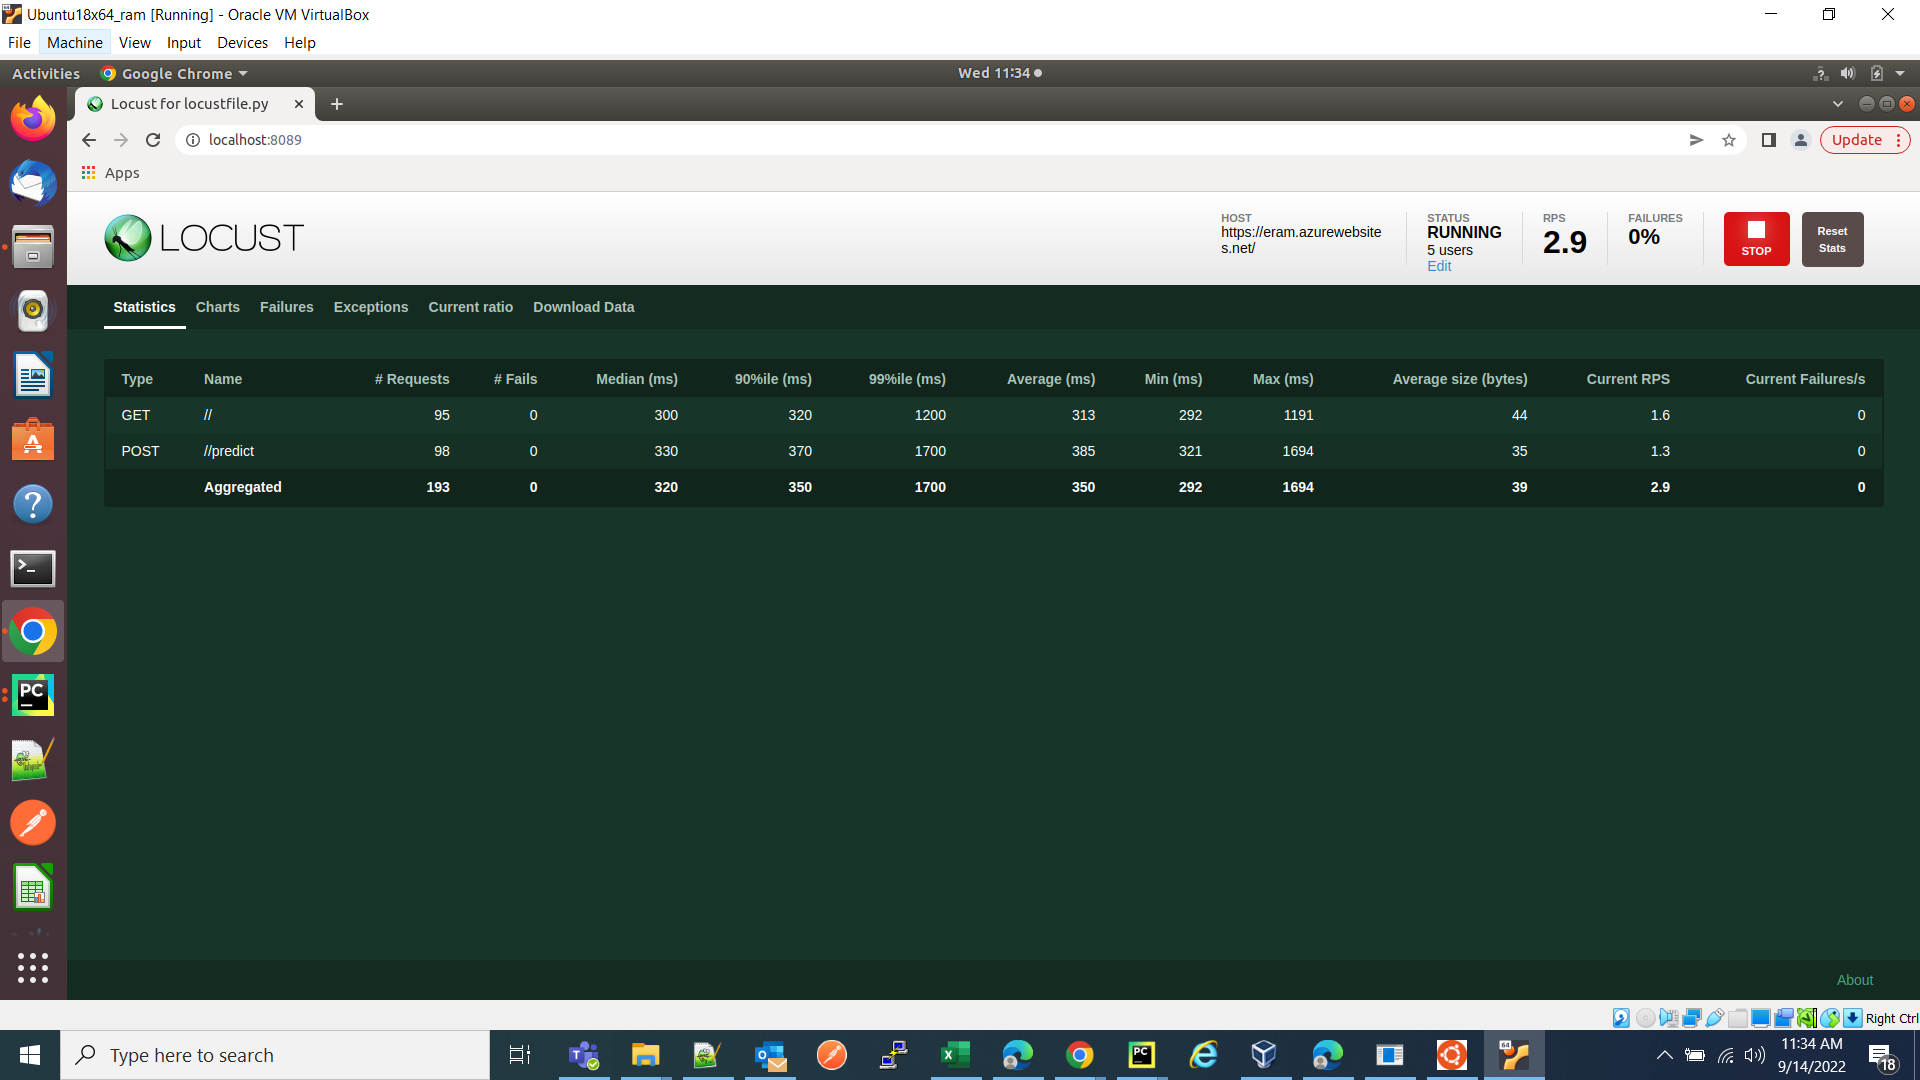 Ubuntu18x64_ram [Running] - Oracle VM VirtualBox
File Machine View Input Devices Help
Activities Google Chrome Wed 11:34
Locust for locustfile.py
localhost:8089
Update
Apps
LOCUST
HOST
https://eram.azurewebsite
s.net/
STATUS
RUNNING
5 users
Edit
RPS
2.9
FAILURES
0%
STOP
Reset
Stats
Statistics Charts Failures Exceptions Current ratio Download Data
Type Name # Requests # Fails Median (ms) 90%ile (ms) 99%ile (ms) Average (ms) Min (ms) Max (ms) Average size (bytes) Current RPS Current Failures/s
GET // 95 0 300 320 1200 313 292 1191 44 1.6 0
POST //predict 98 0 330 370 1700 385 321 1694 35 1.3 0
Aggregated 193 0 320 350 1700 350 292 1694 39 2.9 0
PC
About
Right Ctrl
Type here to search
PC
64
11:34 AM
9/14/2022
18